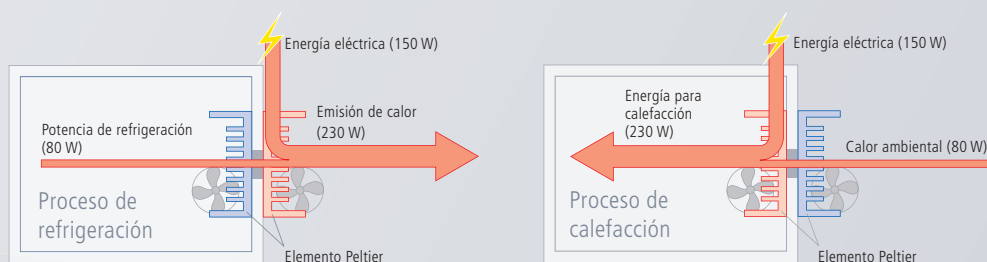 Energía eléctrica (150 W)
Potencia de refrigeración
(80 W)
Emisión de calor
(230 W)
Proceso de
refrigeración
Elemento Peltier
Energía eléctrica (150 W)
Energía para
calefacción
(230 W)
Calor ambiental (80 W)
Proceso de
calefacción
Elemento Peltier